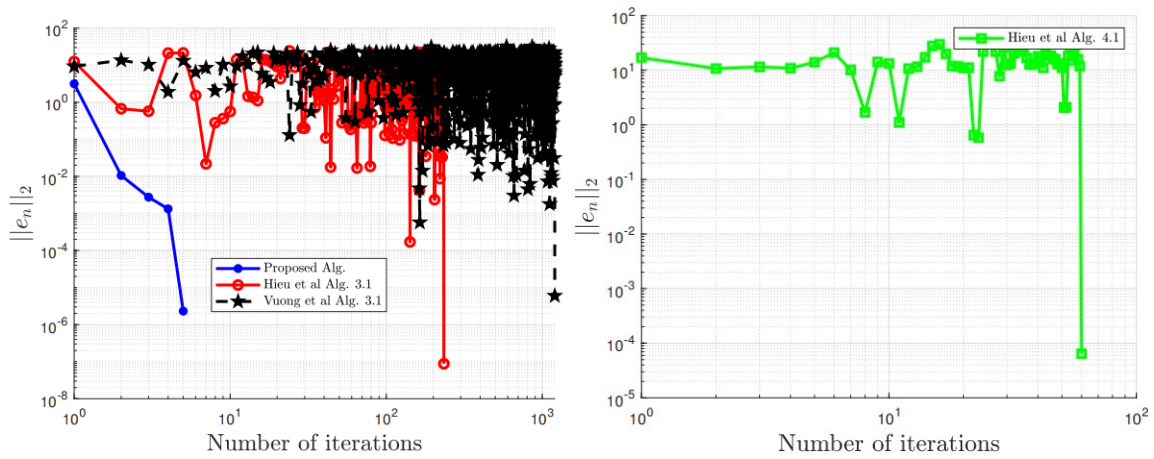 10^2
10^0
10^-2
10^-4
10^-6
10^-8
||e_n||_2
10^0
10^1
10^2
10^3
Number of iterations
Proposed Alg.
Hieu et al Alg. 3.1
Vuong et al Alg. 3.1
10^2
10^1
10^0
10^-1
10^-2
10^-3
10^-4
10^-5
||e_n||_2
10^0
10^1
10^2
Number of iterations
Hieu et al Alg. 4.1